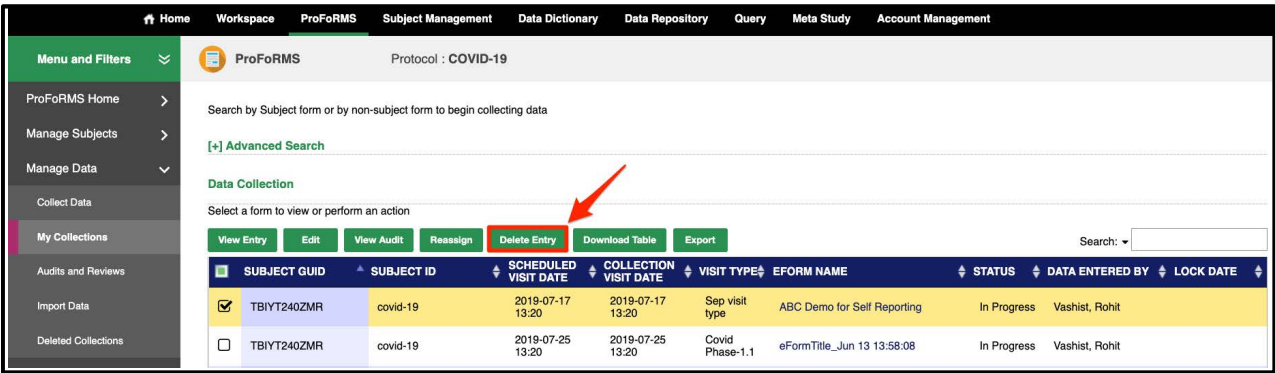 Home Workspace ProFoRMS Subject Management Data Dictionary Data Repository Query Meta Study Account Management
Menu and Filters
ProFoRMS Protocol : COVID-19
ProFoRMS Home
Manage Subjects
Manage Data
Collect Data
My Collections
Audits and Reviews
Import Data
Deleted Collections
Search by Subject form or by non-subject form to begin collecting data
[+] Advanced Search
Data Collection
Select a form to view or perform an action
View Entry Edit View Audit Reassign Delete Entry Download Table Export Search:
SUBJECT GUID SUBJECT ID SCHEDULED VISIT DATE COLLECTION VISIT DATE VISIT TYPE EFORM NAME STATUS DATA ENTERED BY LOCK DATE
TBIYT240ZMR covid-19 2019-07-17 13:20 2019-07-17 13:20 Sep visit type ABC Demo for Self Reporting In Progress Vashist, Rohit
TBIYT240ZMR covid-19 2019-07-25 13:20 2019-07-25 13:20 Covid Phase-1.1 eFormTitle_Jun 13 13:58:08 In Progress Vashist, Rohit